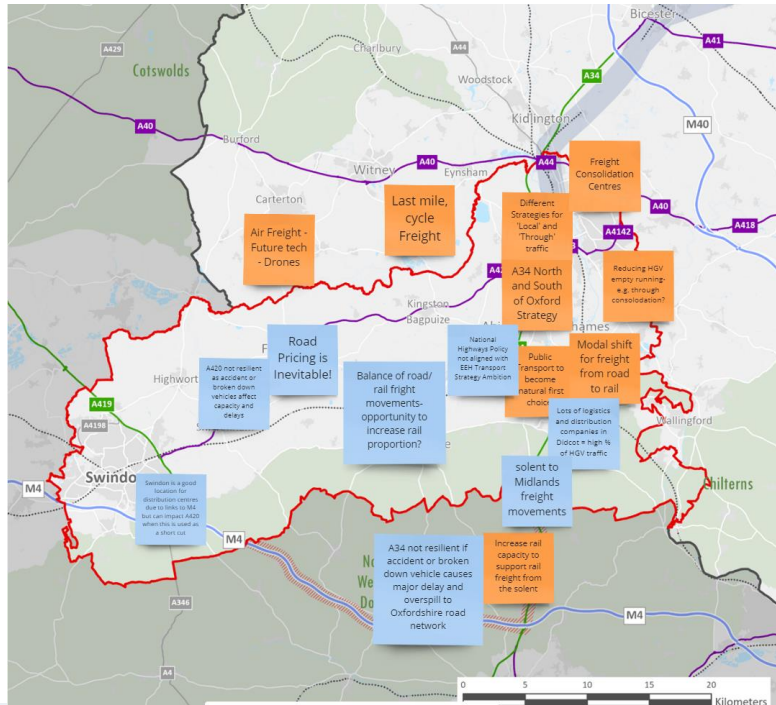 Bicester
A41
A429
A44
Charlbury
Cotswolds
A34
Woodstock
Kidlington
M40
A40
Burford
Witney
A40
Eynsham
A44
Freight
Consolidation
Centres
Carterton
Last mile,
cycle
Freight
Different
Strategies for
'Local' and
'Through'
traffic
A40
A418
A4142
Air Freight -
Future tech
- Drones
A34 North
and South
of Oxford
Strategy
Reducing HGV
empty running-
e.g. through
consolodation?
Kingston
Bagpuize
Road
Pricing is
Inevitable!
National
Highways Policy
not aligned with
EEH Transport
Strategy Ambition
Modal shift
for freight
from road
to rail
A420 not resilient
as accident or
broken down
vehicles affect
capacity and
delays
Balance of road/
rail fright
movements-
opportunity to
increase rail
proportion?
Public
Transport to
become
natural first
choice
Highwort
A419
A4198
Lots of logistics
and distribution
companies in
Didcot = high %
of HGV traffic
Wallingford
Swindon
Swindon is a good
location for
distribution centres
due to links to M4
but can impact A420
when this is used as
a short cut
solent to
Midlands
freight
movements
Chilterns
M4
M4
A34 not resilient if
accident or broken
down vehicle causes
major delay and
overspill to
Oxfordshire road
network
Increase rail
capacity to
support rail
freight from
the solent
A346
M4
A4
0 5 10 15 20
Kilometers